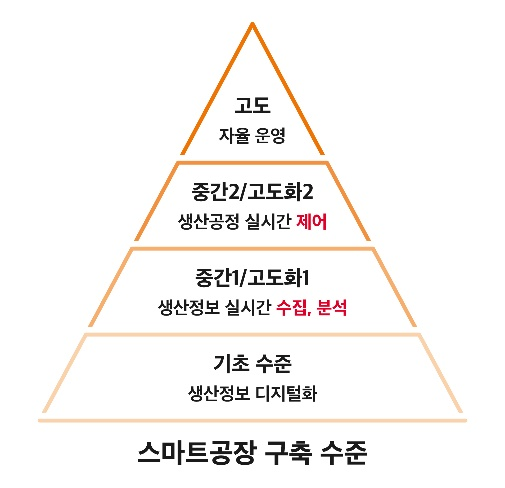 고도
자율 운영
중간2/고도화2
생산공정 실시간 제어
중간1/고도화1
생산정보 실시간 수집, 분석
기초 수준
생산정보 디지털화
스마트공장 구축 수준